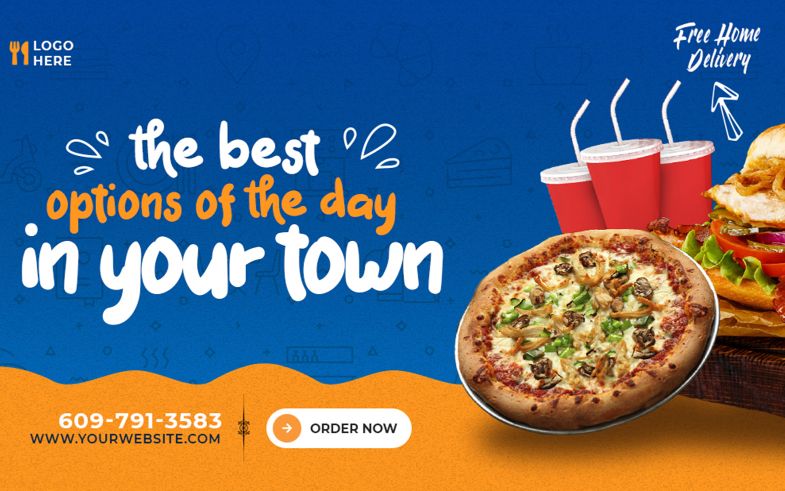 LOGO
HERE
Free Home
Delivery
the best
options of the day
in your town
609-791-3583
WWW.YOURWEBSITE.COM
ORDER NOW